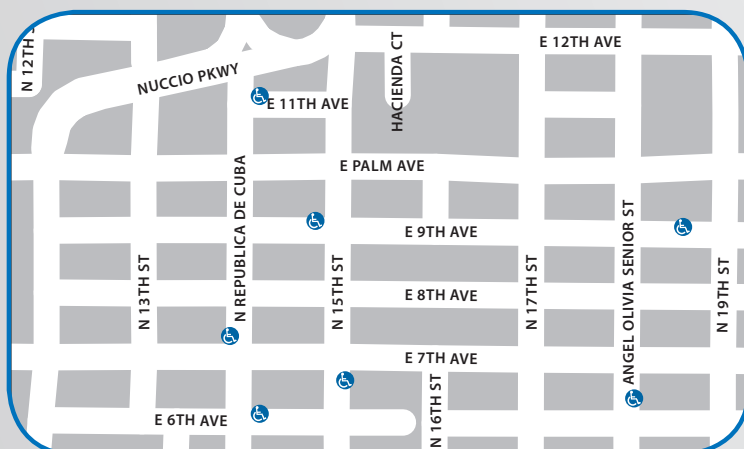 E 12TH AVE
N 12TH S
NUCCIO PKWY
HACIENDA CT
E 11TH AVE
E PALM AVE
N REPUBLICA DE CUBA
E 9TH AVE
ANGEL OLIVIA SENIOR ST
N 13TH ST
N 15TH ST
N 17TH ST
N 19TH ST
E 8TH AVE
E 7TH AVE
N 16TH ST
E 6TH AVE